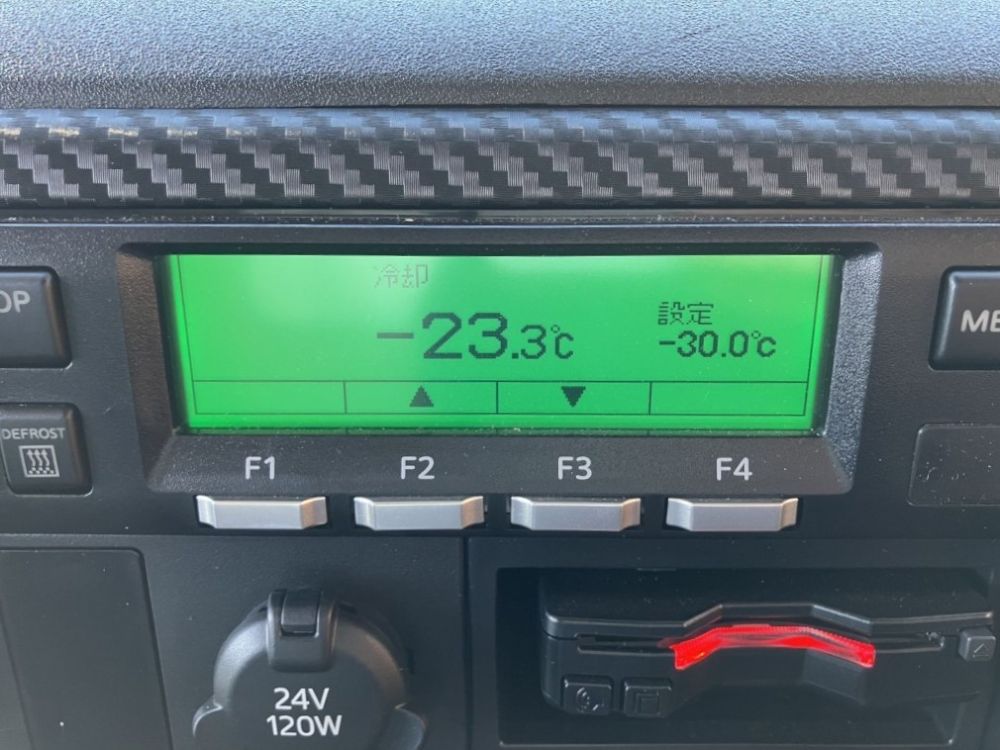 冷却
OP
-23.3℃
設定
-30.0℃
ME
▲ ▼
DEFROST
F1 F2 F3 F4
24V
120W